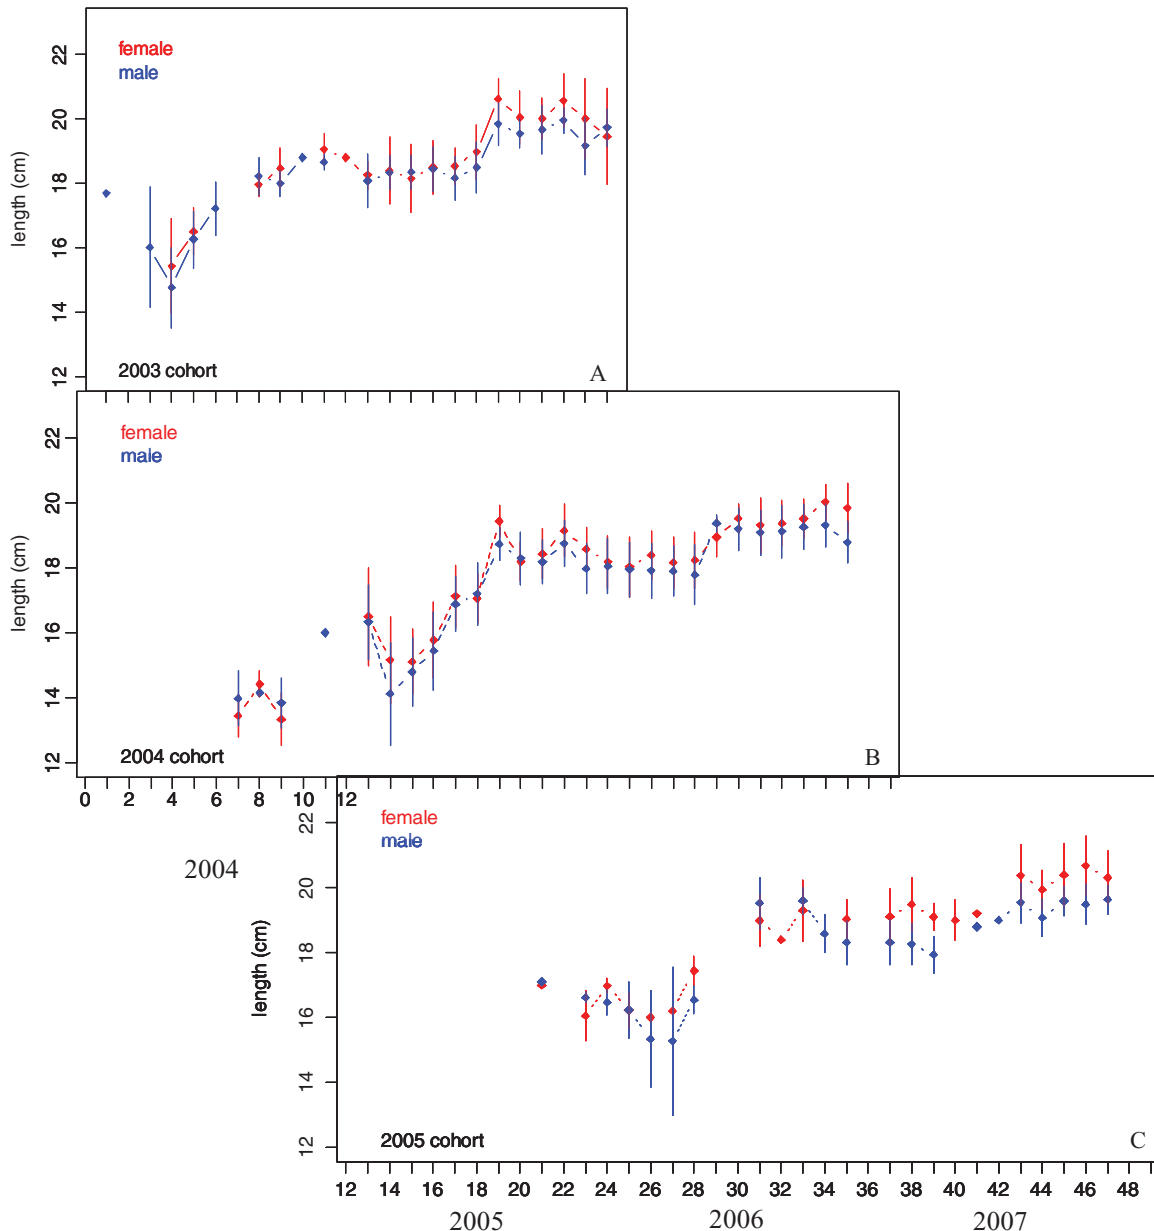 female
male
22
20
18
16
14
12
length (cm)
2003 cohort
A
female
male
22
20
18
16
14
12
length (cm)
2004 cohort
B
0 2 4 6 8 10 12
2004
female
male
22
20
18
16
14
12
length (cm)
2005 cohort
C
12 14 16 18 20 22 24 26 28 30 32 34 36 38 40 42 44 46 48
2005 2006 2007